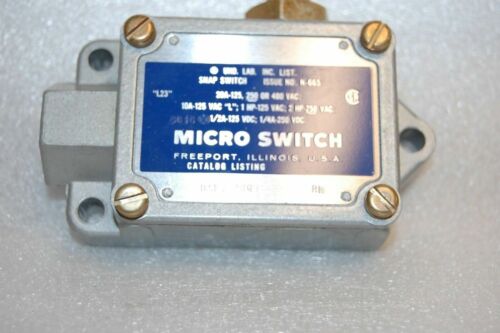 UND. LAB. INC. LIST.
SNAP SWITCH ISSUE NO. N-665
"L23" 20A-125, 250 OR 480 VAC
10A-125 VAC "L"; 1 HP-125 VAC; 2 HP-250 VAC
1/2A-125 VDC; 1/4A-250 VDC
MICRO SWITCH
FREEPORT, ILLINOIS, U.S.A
CATALOG LISTING